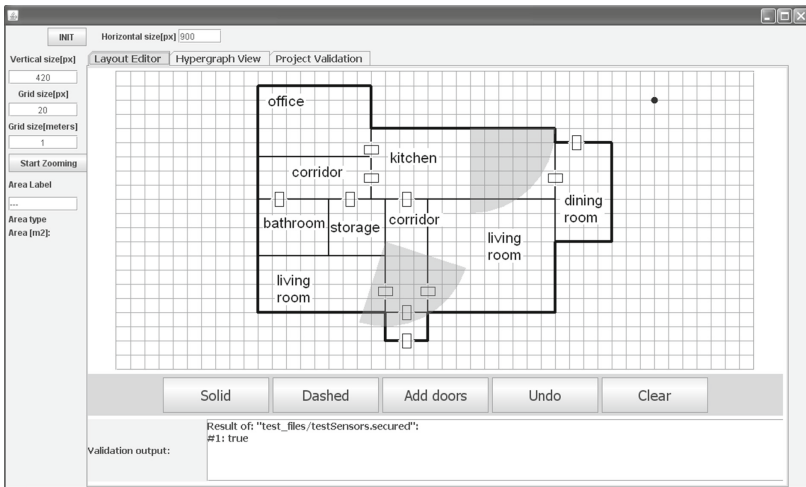 INIT
Horizontal size[px] 900
Vertical size[px]
420
Grid size[px]
20
Grid size[meters]
1
Start Zooming
Area Label
---
Area type
Area [m2]:
Layout Editor Hypergraph View Project Validation
office
kitchen
corridor
dining
room
bathroom storage corridor
living
room
living
room
Solid Dashed Add doors Undo Clear
Validation output:
Result of: "test_files/testSensors.secured":
#1: true